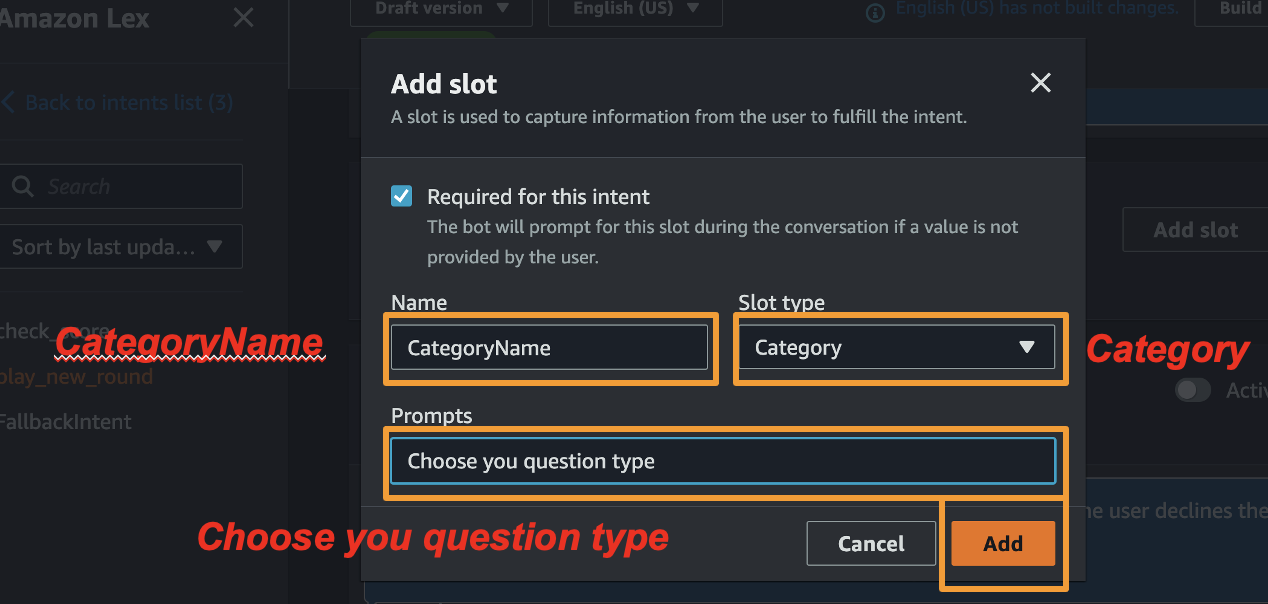 Amazon Lex
Draft version
English (US)
English (US) has not built changes.
Build
Back to intents list (3)
Search
Sort by last upda...
check_score
play_new_round
FallbackIntent
Add slot
A slot is used to capture information from the user to fulfill the intent.
Required for this intent
The bot will prompt for this slot during the conversation if a value is not
provided by the user.
Add slot
Name
Slot type
CategoryName
CategoryName
Category
Category
Prompts
Choose you question type
Choose you question type
Cancel
Add
user declines the